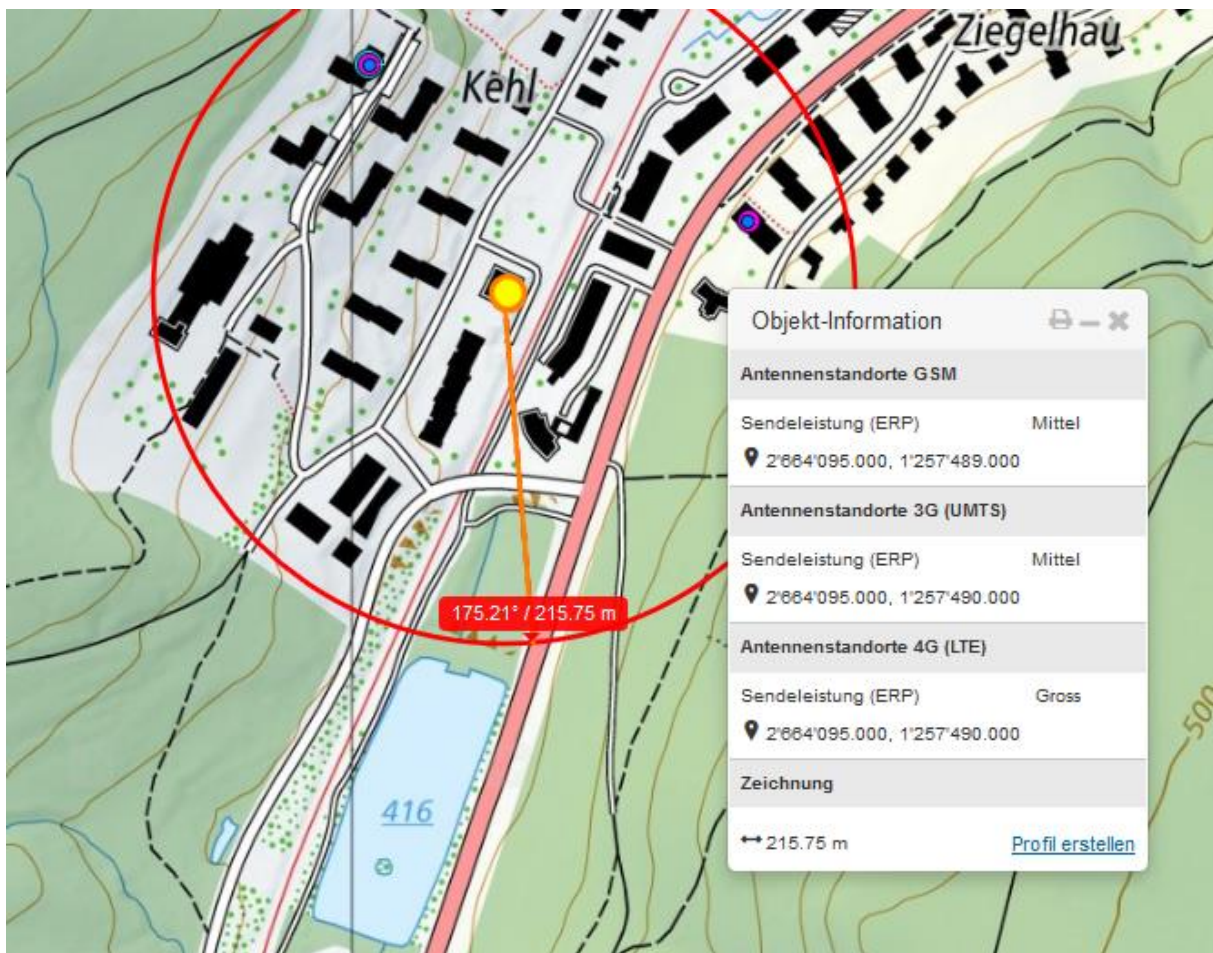 Ziegelhau
Kehl
Objekt-Information
Antennenstandorte GSM
Sendeleistung (ERP) Mittel
2'664'095.000, 1'257'489.000
Antennenstandorte 3G (UMTS)
Sendeleistung (ERP) Mittel
2'664'095.000, 1'257'490.000
175.21° / 215.75 m
Antennenstandorte 4G (LTE)
Sendeleistung (ERP) Gross
2'664'095.000, 1'257'490.000
500
Zeichnung
416
215.75 m Profil erstellen